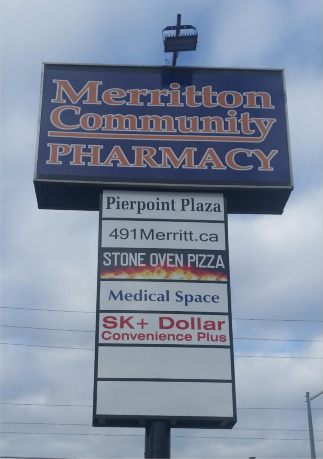 Merritton
Community
PHARMACY
Pierpoint Plaza
491Merritt.ca
STONE OVEN PIZZA
Medical Space
SK+ Dollar
Convenience Plus